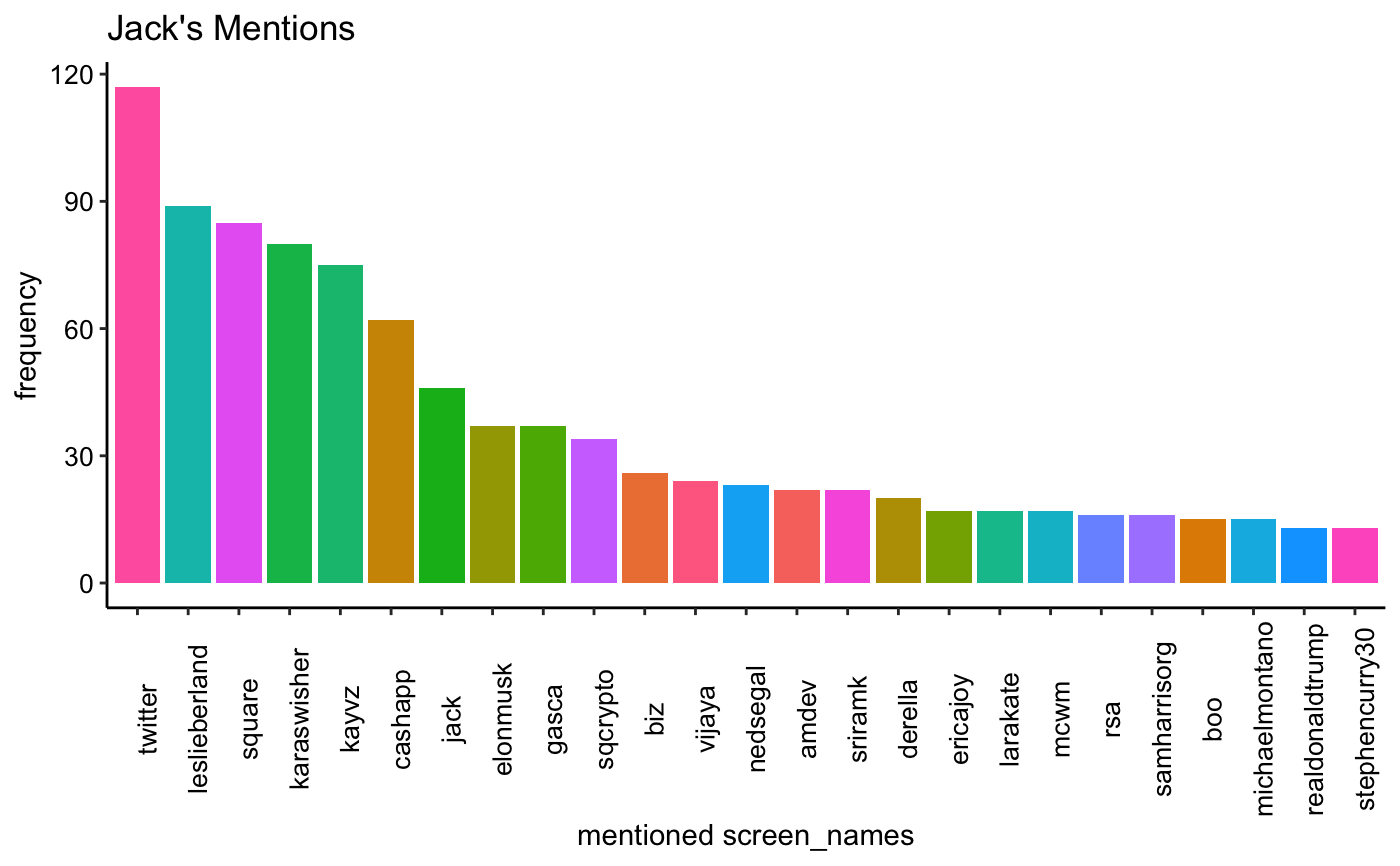 Jack's Mentions
frequency
120
90
60
30
0
twitter
leslieberland
square
karaswisher
kayvz
cashapp
jack
elonmusk
gasca
sqcrypto
biz
vijaya
nedsegal
amdev
sriramk
derella
ericajoy
larakate
mcwm
rsa
samharrisorg
boo
michaelmontano
realdonaldtrump
stephencurry30
mentioned screen_names